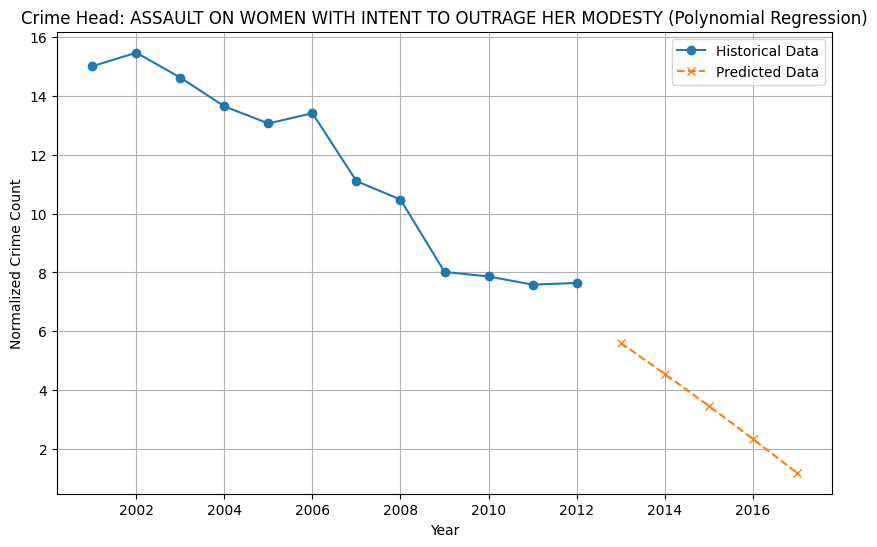 Crime Head: ASSAULT ON WOMEN WITH INTENT TO OUTRAGE HER MODESTY (Polynomial Regression)
Historical Data
Predicted Data
16
14
12
10
8
6
4
2
Normalized Crime Count
2002 2004 2006 2008 2010 2012 2014 2016
Year